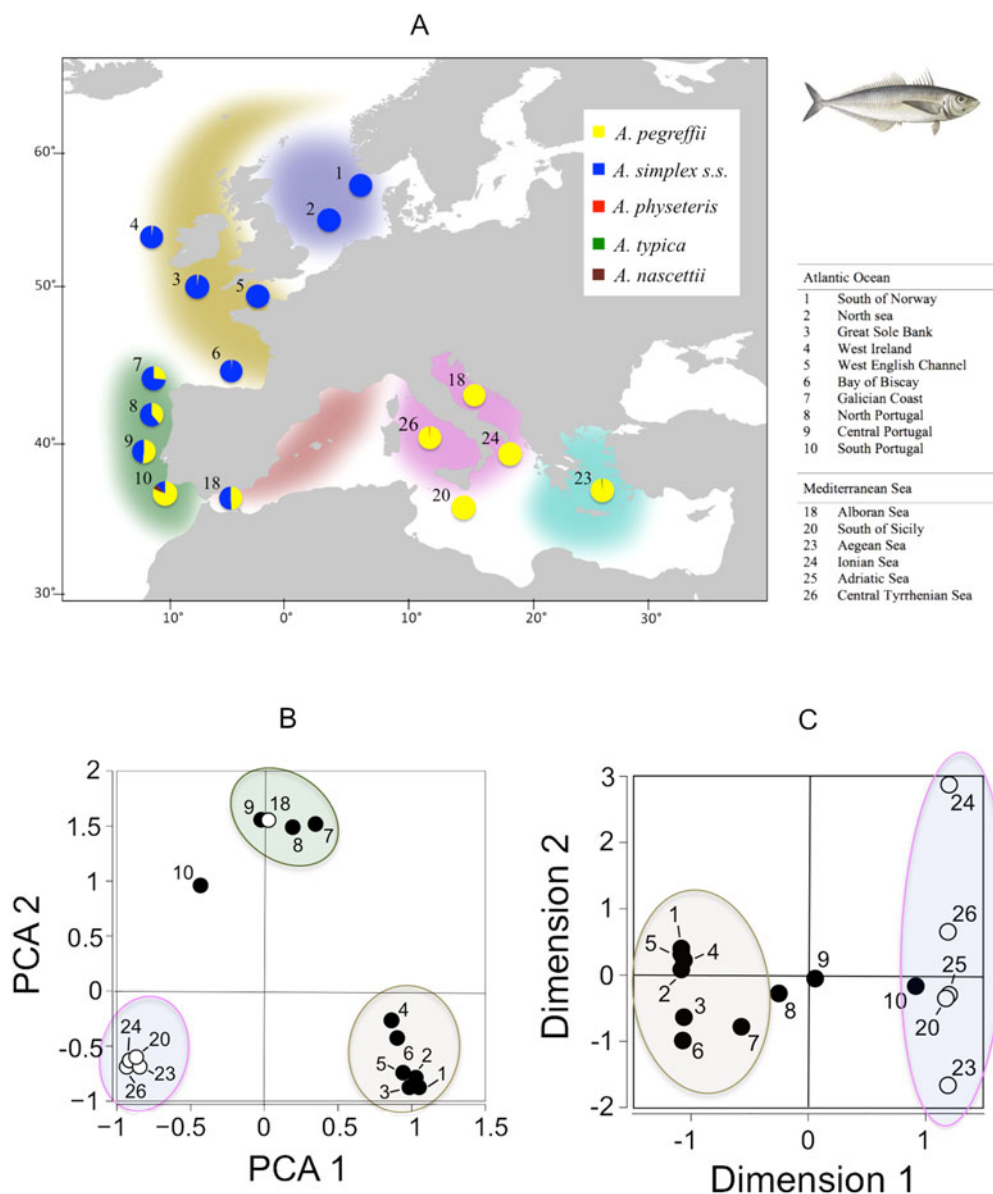 A
60°
50°
40°
30°
10°
0°
10°
20°
30°
1
2
3
4
5
6
7
8
9
10
18
18
26
24
20
23
A. pegreffii
A. simplex s.s.
A. physeteris
A. typica
A. nascettii
Atlantic Ocean
1 South of Norway
2 North sea
3 Great Sole Bank
4 West Ireland
5 West English Channel
6 Bay of Biscay
7 Galician Coast
8 North Portugal
9 Central Portugal
10 South Portugal
Mediterranean Sea
18 Alboran Sea
20 South of Sicily
23 Aegean Sea
24 Ionian Sea
25 Adriatic Sea
26 Central Tyrrhenian Sea
B
PCA 2
2
1.5
1
0.5
0
-0.5
-1
9
18
8
7
10
24
20
23
26
4
6
2
5
3
1
-1
-0.5
0
0.5
1
1.5
PCA 1
C
Dimension 2
3
2
1
0
-1
-2
1
5
4
2
3
6
7
8
9
10
24
26
25
20
23
-1
0
1
Dimension 1